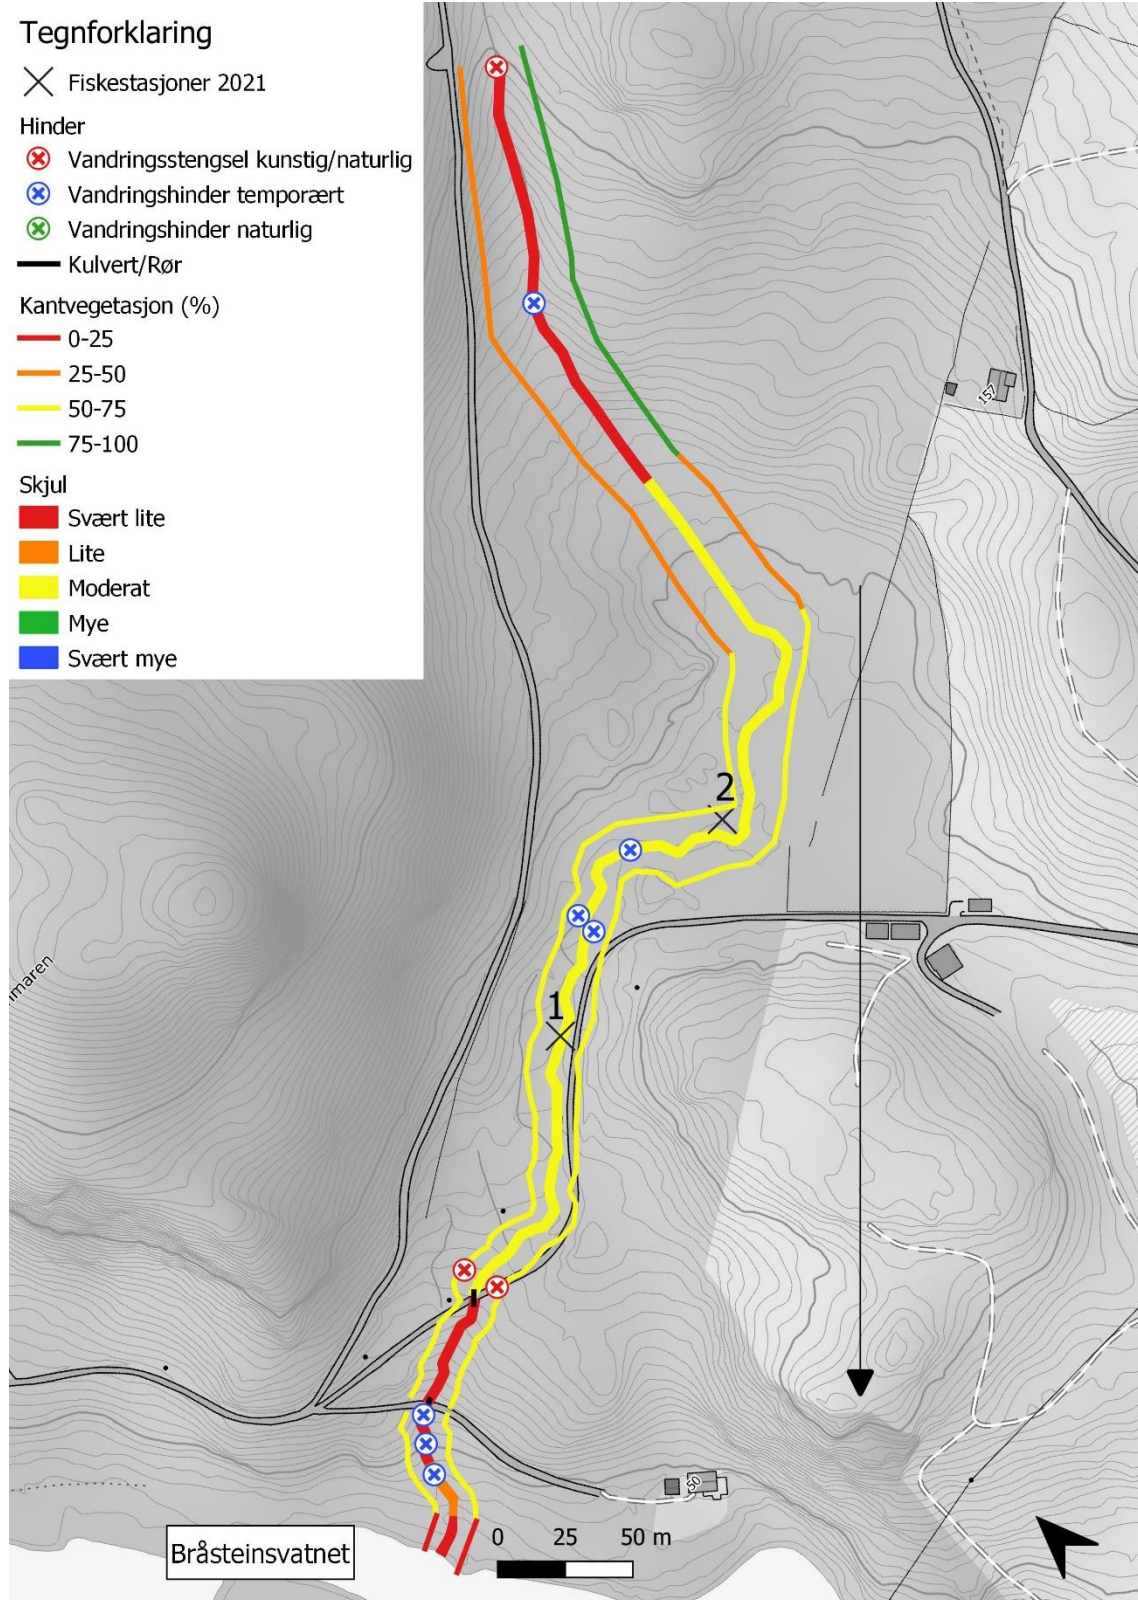 Tegnforklaring
Fiskestasjoner 2021
Hinder
Vandringsstengsel kunstig/naturlig
Vandringshinder temporært
Vandringshinder naturlig
Kulvert/Rør
Kantvegetasjon (%)
0-25
25-50
50-75
75-100
Skjul
Svært lite
Lite
Moderat
Mye
Svært mye
157
2
1
maren
50
Bråsteinsvatnet
0 25 50 m